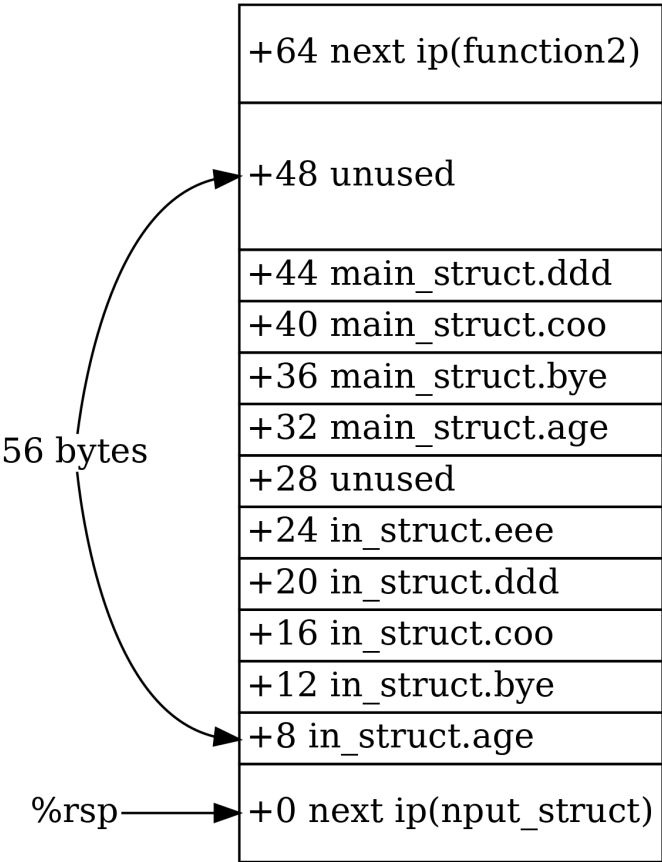 +64 next ip(function2)
+48 unused
+44 main_struct.ddd
+40 main_struct.coo
+36 main_struct.bye
+32 main_struct.age
56 bytes
+28 unused
+24 in_struct.eee
+20 in_struct.ddd
+16 in_struct.coo
+12 in_struct.bye
+8 in_struct.age
%rsp
+0 next ip(nput_struct)